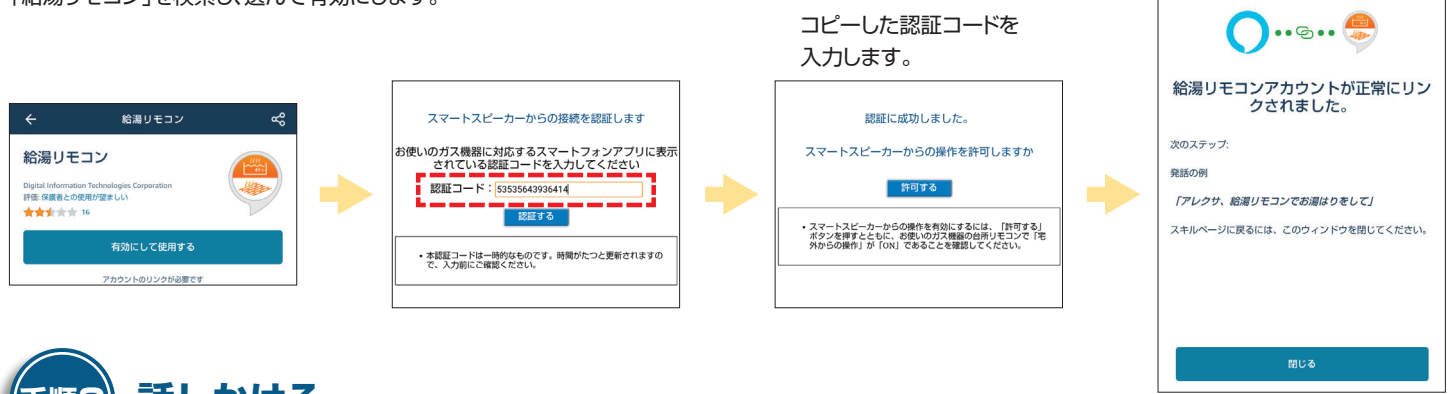 「給湯リモコン」を検索し、選んで有効にします。
給湯リモコン
給湯リモコン
Digital Information Technologies Corporation
評価: 保護者との使用が望ましい
16
有効にして使用する
アカウントのリンクが必要です
スマートスピーカーからの接続を認証します
お使いのガス機器に対応するスマートフォンアプリに表示
されている認証コードを入力してください
認証コード：53535643936414
認証する
• 本認証コードは一時的なものです。時間がたつと更新されますの
で、入力前にご確認ください。
コピーした認証コードを
入力します。
認証に成功しました。
スマートスピーカーからの操作を許可しますか
許可する
• スマートスピーカーからの操作を有効にするには、「許可する」
ボタンを押すとともに、お使いのガス機器の台所リモコンで「宅
外からの操作」が「ON」であることを確認してください。
給湯リモコンアカウントが正常にリン
クされました。
次のステップ:
発話の例
「アレクサ、給湯リモコンでお湯はりをして」
スキルページに戻るには、このウィンドウを閉じてください。
閉じる
話しかける